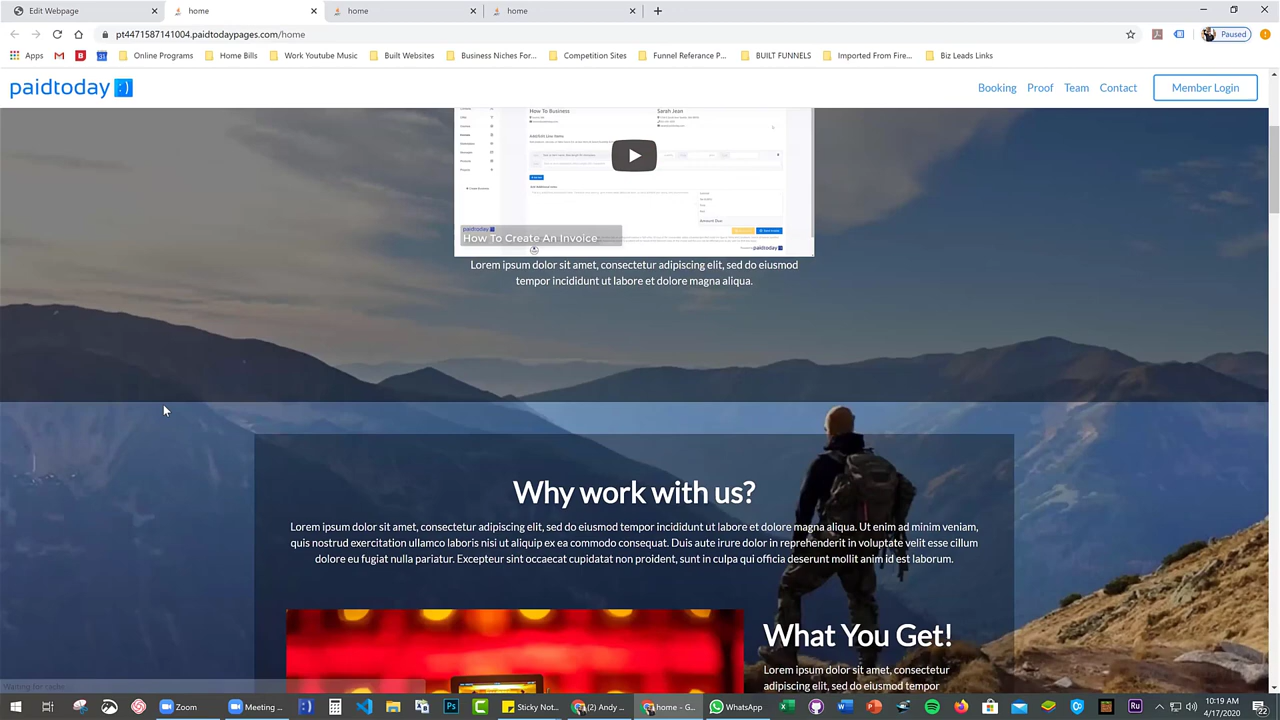 Edit Webpage
home
home
home
pt4471587141004.paidtodaypages.com/home
Paused
Apps
Online Programs
Home Bills
Work Youtube Music
Built Websites
Business Niches For...
Competition Sites
Funnel Referance P...
BUILT FUNNELS
Imported From Fire...
Biz Leads Links
paidtoday :)
Booking
Proof
Team
Contact
Member Login
How To Business
Sarah Jean
Amount Due
paidtoday
How To Create An Invoice
paidtoday
Lorem ipsum dolor sit amet, consectetur adipiscing elit, sed do eiusmod
tempor incididunt ut labore et dolore magna aliqua.
Why work with us?
Lorem ipsum dolor sit amet, consectetur adipiscing elit, sed do eiusmod tempor incididunt ut labore et dolore magna aliqua. Ut enim ad minim veniam,
quis nostrud exercitation ullamco laboris nisi ut aliquip ex ea commodo consequat. Duis aute irure dolor in reprehenderit in voluptate velit esse cillum
dolore eu fugiat nulla pariatur. Excepteur sint occaecat cupidatat non proident, sunt in culpa qui officia deserunt mollit anim id est laborum.
What You Get!
Lorem ipsum dolor sit amet, consectetur
adipiscing elit, sed do eiusmod tempor
Waiting for cache...
Zoom
Meeting ...
Sticky Not...
(2) Andy ...
home - G...
WhatsApp
10:19 AM
4/17/2020